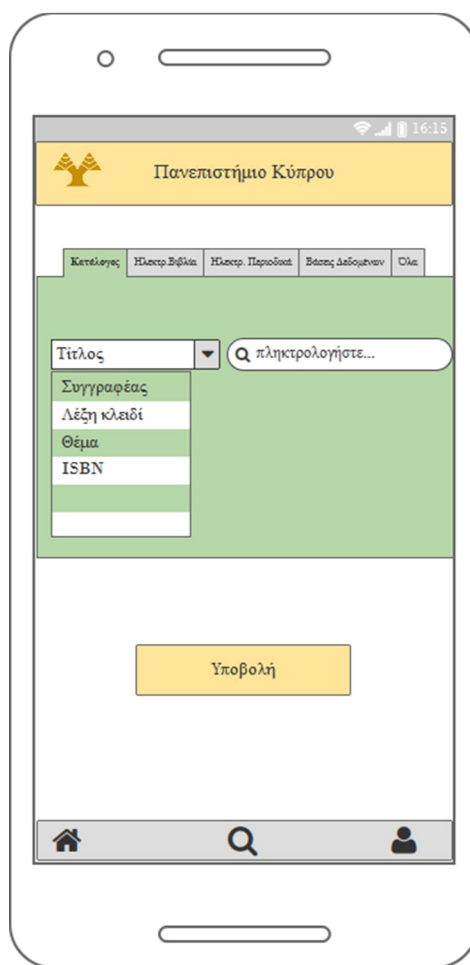 16:15
Πανεπιστήμιο Κύπρου
Κατάλογος Ηλεκτρ.Βιβλία Ηλεκτρ. Περιοδικά Βάσεις Δεδομένων Όλα
Τίτλος πληκτρολογήστε...
Συγγραφέας
Λέξη κλειδί
Θέμα
ISBN
Υποβολή